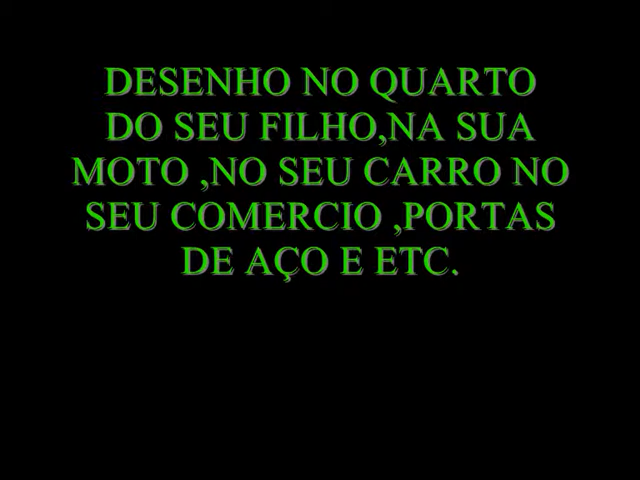 DESENHO NO QUARTO
DO SEU FILHO,NA SUA
MOTO ,NO SEU CARRO NO
SEU COMERCIO ,PORTAS
DE AÇO E ETC.